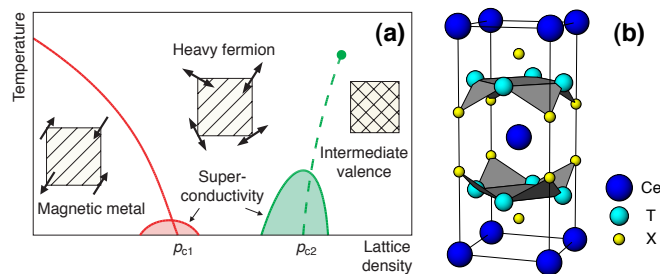 Temperature
(a)
Heavy fermion
Intermediate
valence
Super-
conductivity
Magnetic metal
pc1
pc2
Lattice
density
(b)
Ce
T
X